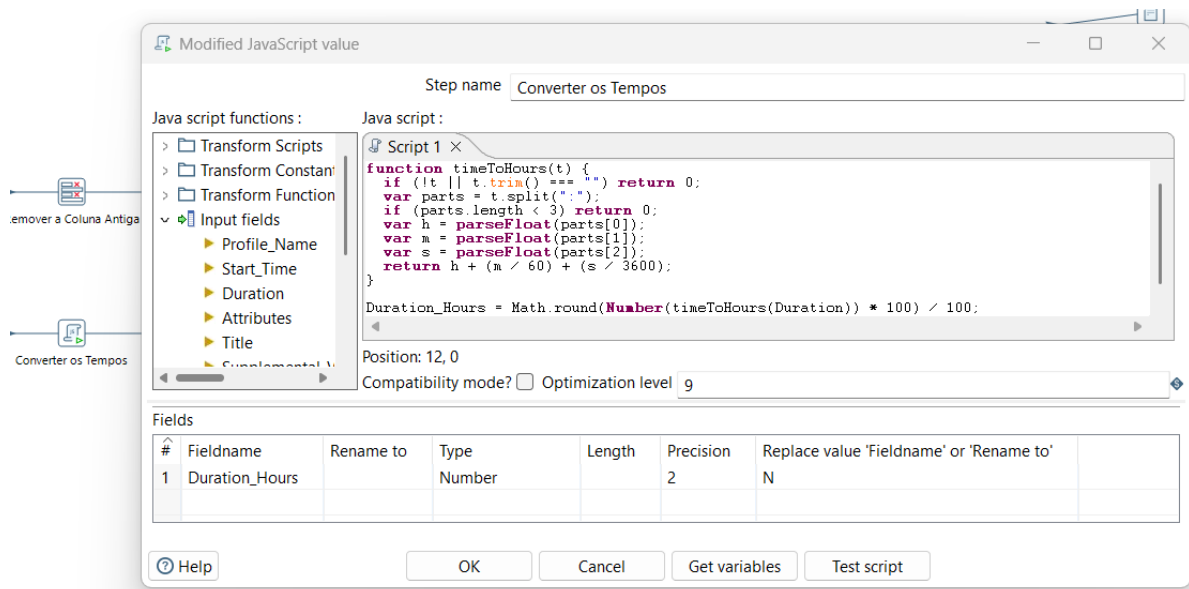 Modified JavaScript value
Step name Converter os Tempos
Java script functions :
Java script :
Transform Scripts
Transform Constant
Transform Function
Input fields
Profile_Name
Start_Time
Duration
Attributes
Title
Script 1
function timeToHours(t) {
if (!t || t.trim() === "") return 0;
var parts = t.split(":");
if (parts.length < 3) return 0;
var h = parseFloat(parts[0]);
var m = parseFloat(parts[1]);
var s = parseFloat(parts[2]);
return h + (m / 60) + (s / 3600);
}
Duration_Hours = Math.round(Number(timeToHours(Duration)) * 100) / 100;
Position: 12, 0
Compatibility mode? Optimization level 9
emover a Coluna Antiga
Converter os Tempos
Fields
# Fieldname Rename to Type Length Precision Replace value 'Fieldname' or 'Rename to'
1 Duration_Hours Number 2 N
Help OK Cancel Get variables Test script